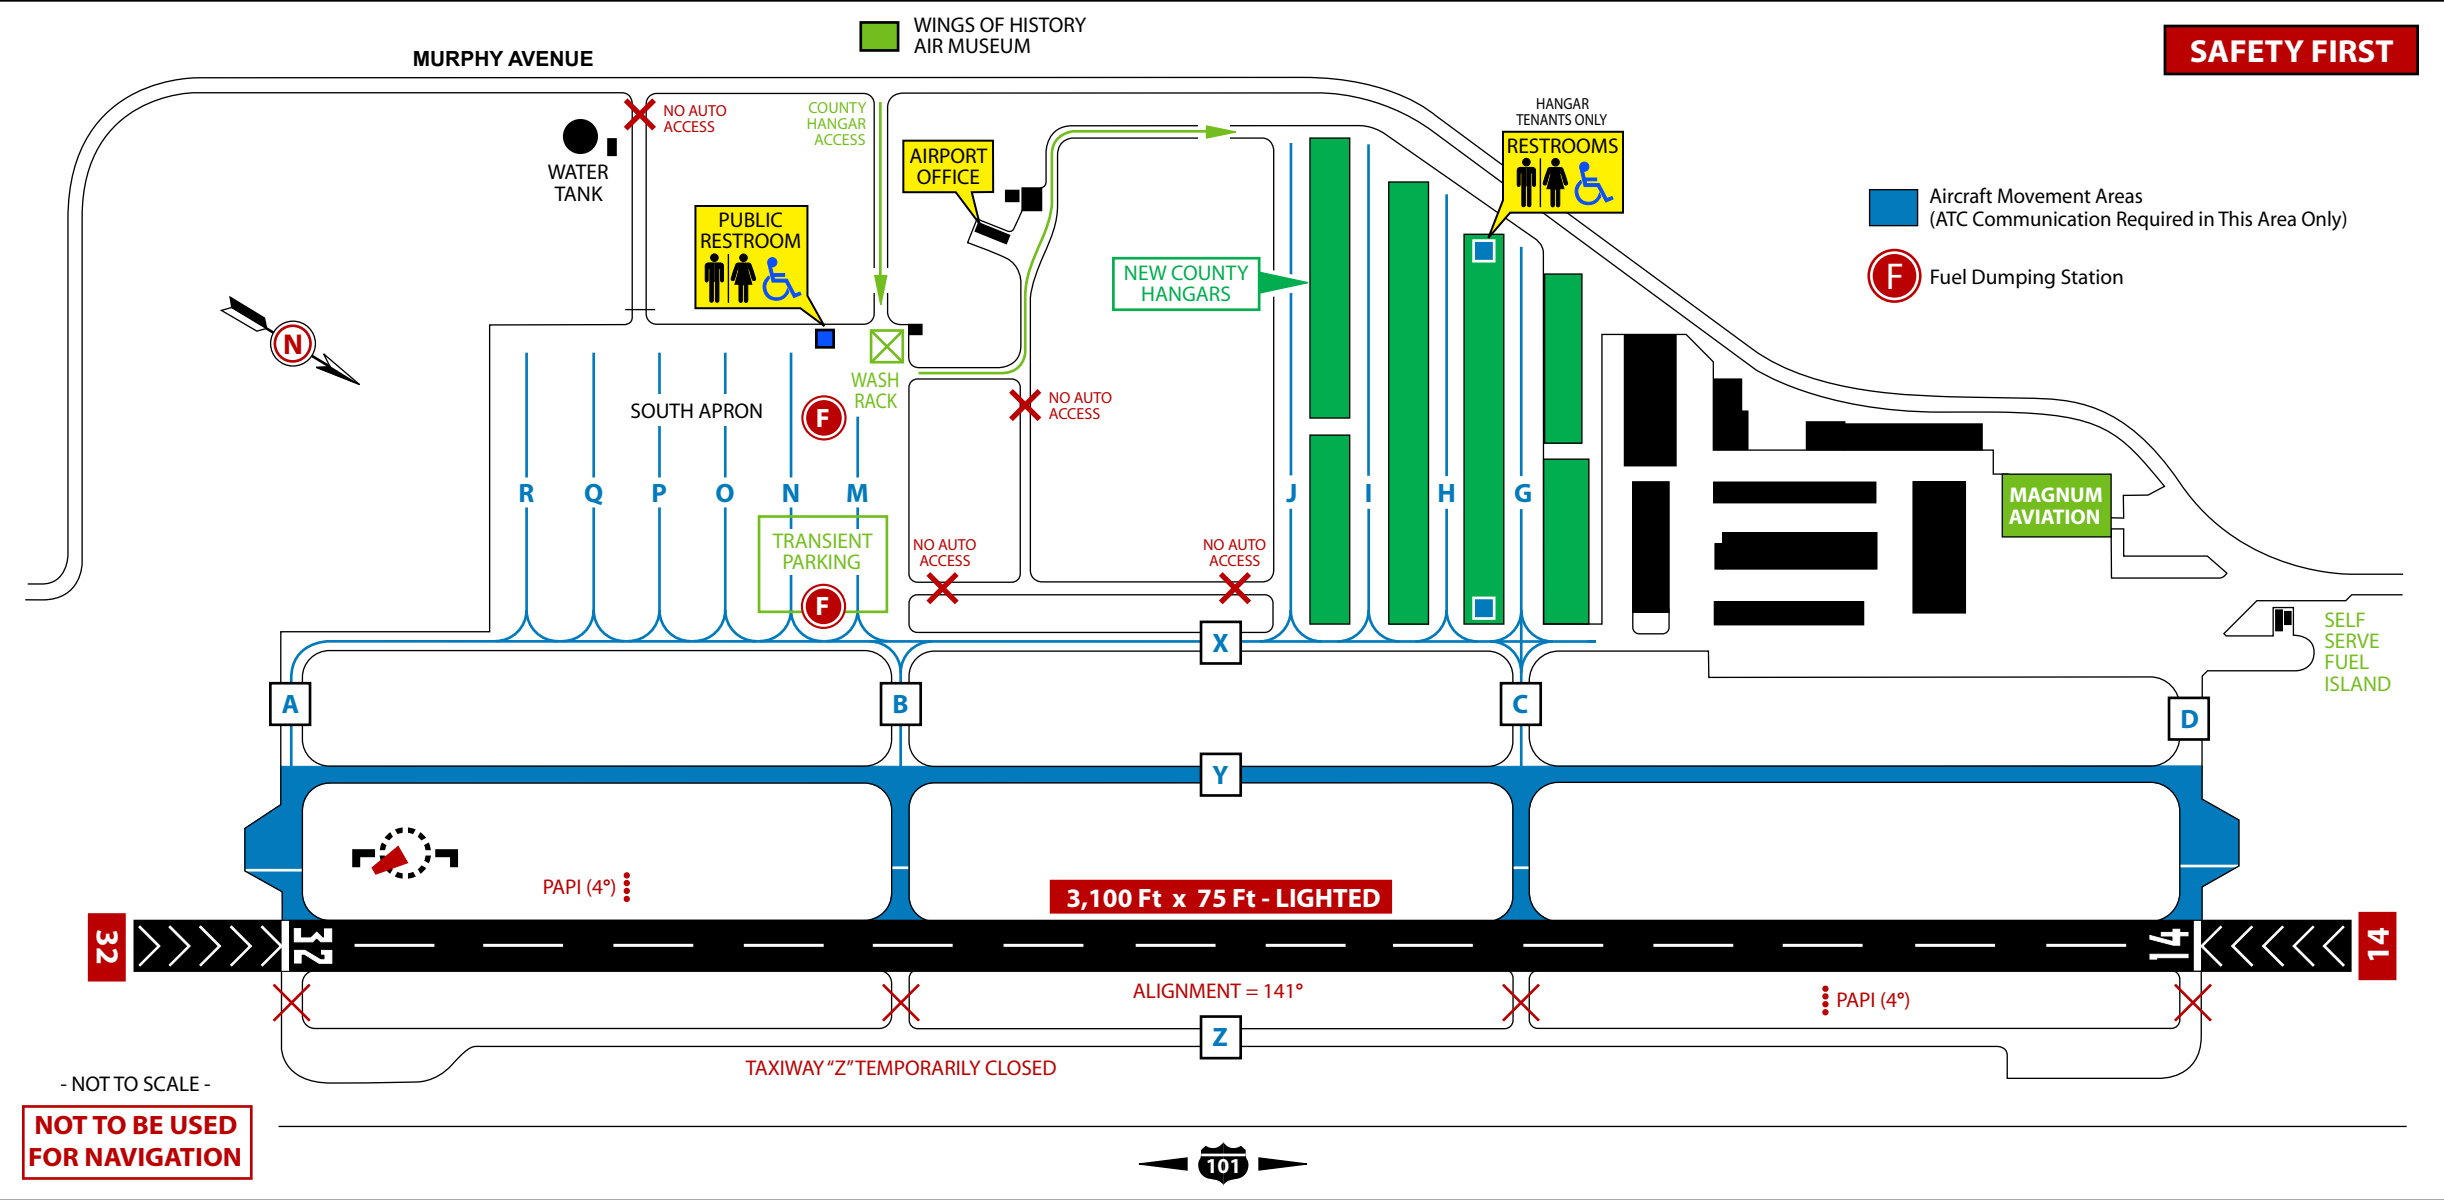 WINGS OF HISTORY
AIR MUSEUM
SAFETY FIRST
MURPHY AVENUE
NO AUTO
ACCESS
COUNTY
HANGAR
ACCESS
HANGAR
TENANTS ONLY
RESTROOMS
WATER
TANK
AIRPORT
OFFICE
PUBLIC
RESTROOM
Aircraft Movement Areas
(ATC Communication Required in This Area Only)
F
Fuel Dumping Station
NEW COUNTY
HANGARS
N
WASH
RACK
SOUTH APRON
F
NO AUTO
ACCESS
R
Q
P
O
N
M
J
I
H
G
MAGNUM
AVIATION
TRANSIENT
PARKING
F
NO AUTO
ACCESS
NO AUTO
ACCESS
SELF
SERVE
FUEL
ISLAND
X
A
B
C
D
Y
PAPI (4°)
3,100 Ft x 75 Ft - LIGHTED
32
32
14
14
ALIGNMENT = 141°
PAPI (4°)
Z
TAXIWAY “Z” TEMPORARILY CLOSED
- NOT TO SCALE -
NOT TO BE USED
FOR NAVIGATION
101